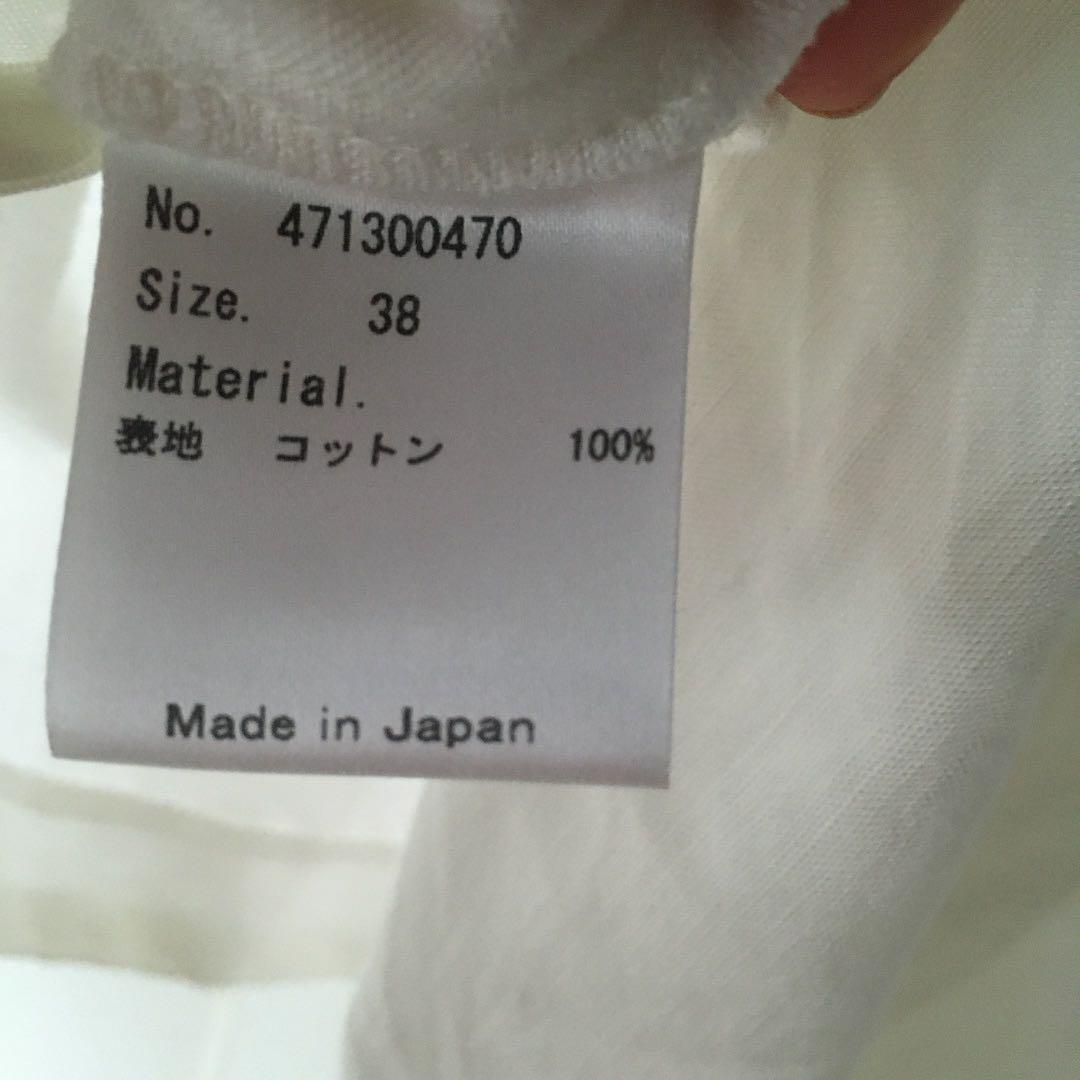 No. 471300470
Size. 38
Material.
表地 コットン 100%
Made in Japan